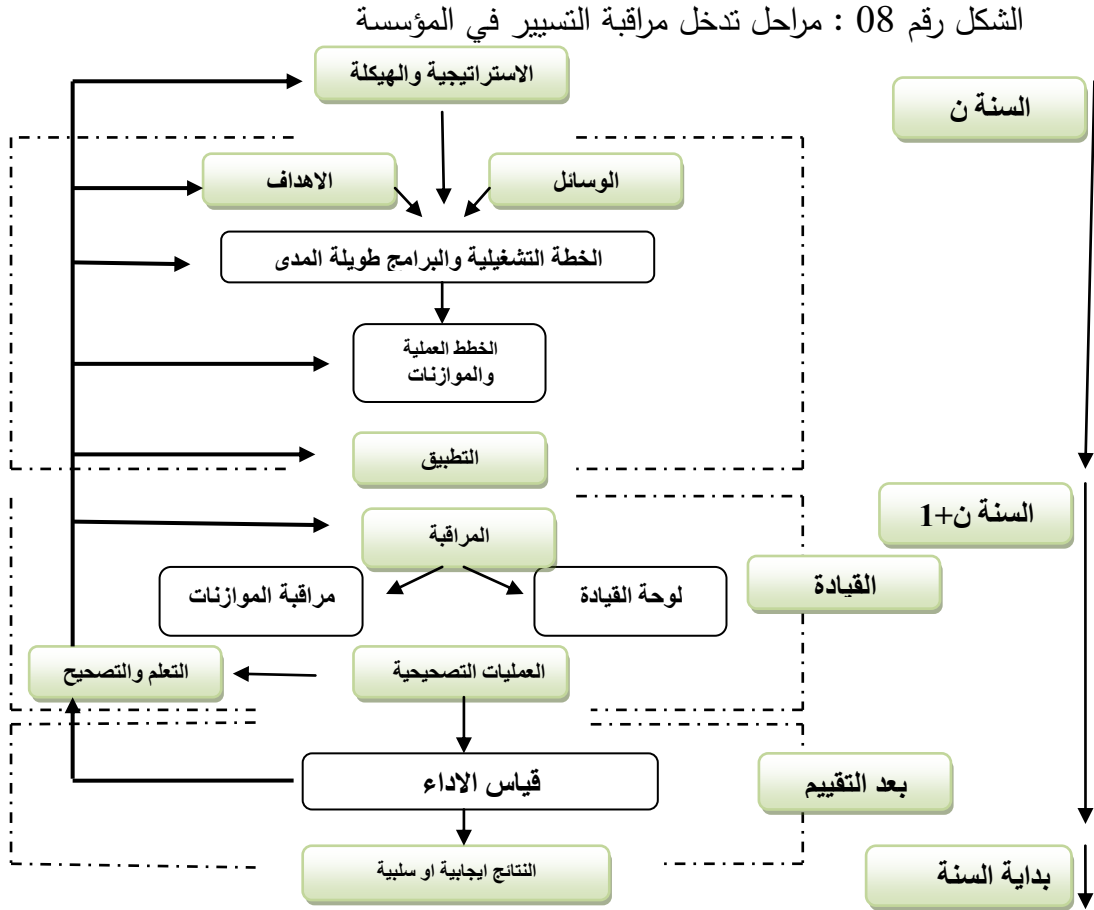 الشكل رقم 08 : مراحل تدخل مراقبة التسيير في المؤسسة
الاستراتيجية والهيكلة
السنة ن
الوسائل
الاهداف
الخطة التشغيلية والبرامج طويلة المدى
الخطط العملية
والموازنات
التطبيق
السنة ن+1
المراقبة
القيادة
لوحة القيادة
مراقبة الموازنات
العمليات التصحيحية
التعلم والتصحيح
بعد التقييم
قياس الاداء
النتائج ايجابية او سلبية
بداية السنة